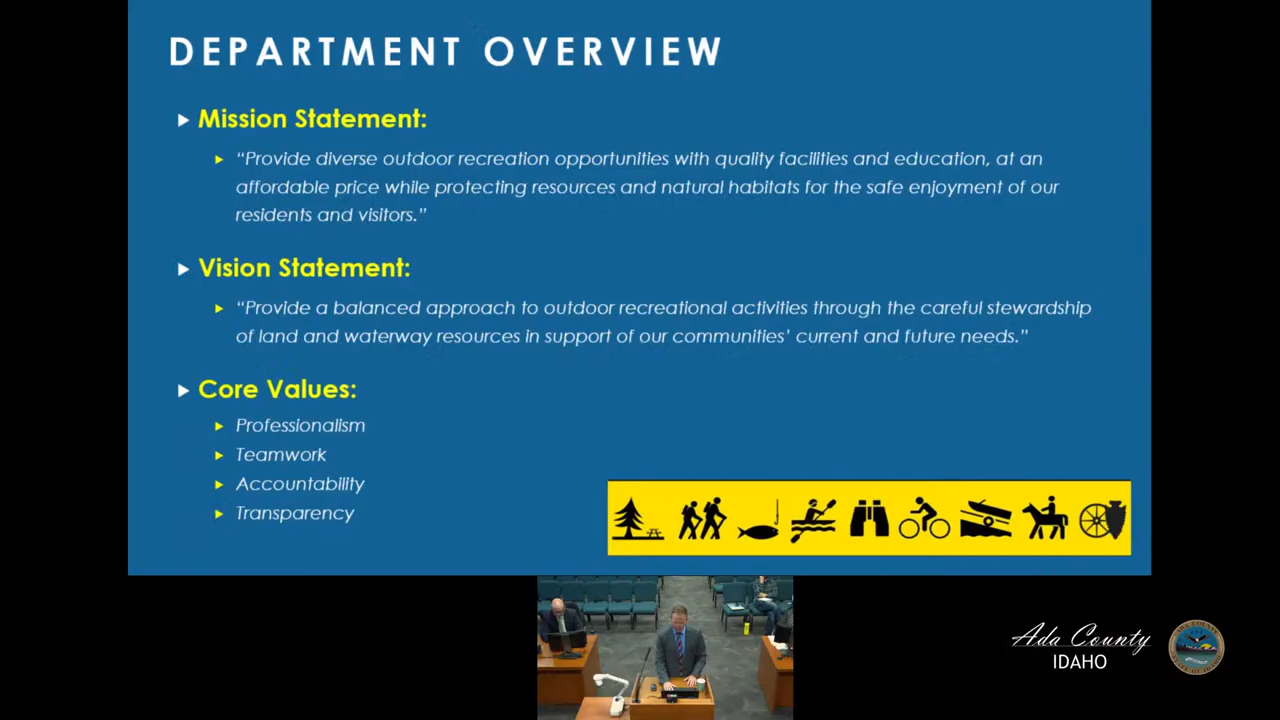 DEPARTMENT OVERVIEW
Mission Statement:
“Provide diverse outdoor recreation opportunities with quality facilities and education, at an
affordable price while protecting resources and natural habitats for the safe enjoyment of our
residents and visitors.”
Vision Statement:
“Provide a balanced approach to outdoor recreational activities through the careful stewardship
of land and waterway resources in support of our communities’ current and future needs.”
Core Values:
Professionalism
Teamwork
Accountability
Transparency
Ada County
IDAHO